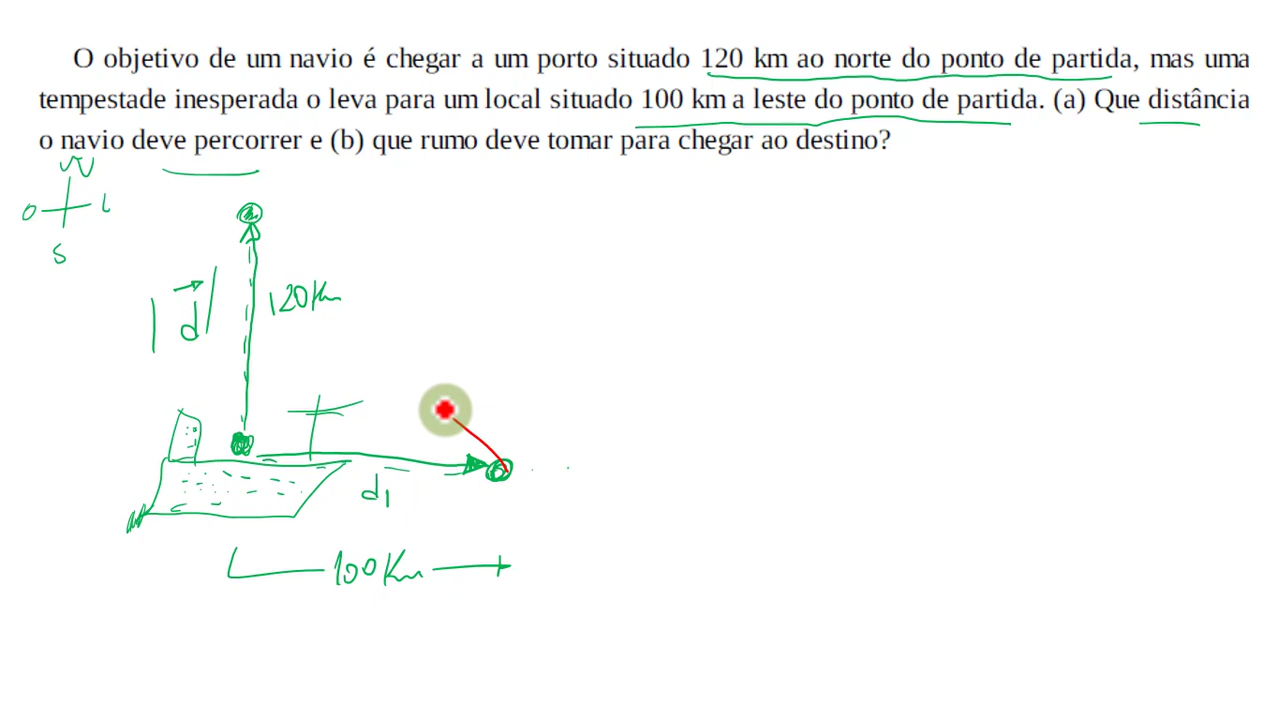 O objetivo de um navio é chegar a um porto situado 120 km ao norte do ponto de partida, mas uma
tempestade inesperada o leva para um local situado 100 km a leste do ponto de partida. (a) Que distância
o navio deve percorrer e (b) que rumo deve tomar para chegar ao destino?
N
O L
S
120 Km
|d|
d1
100 Km